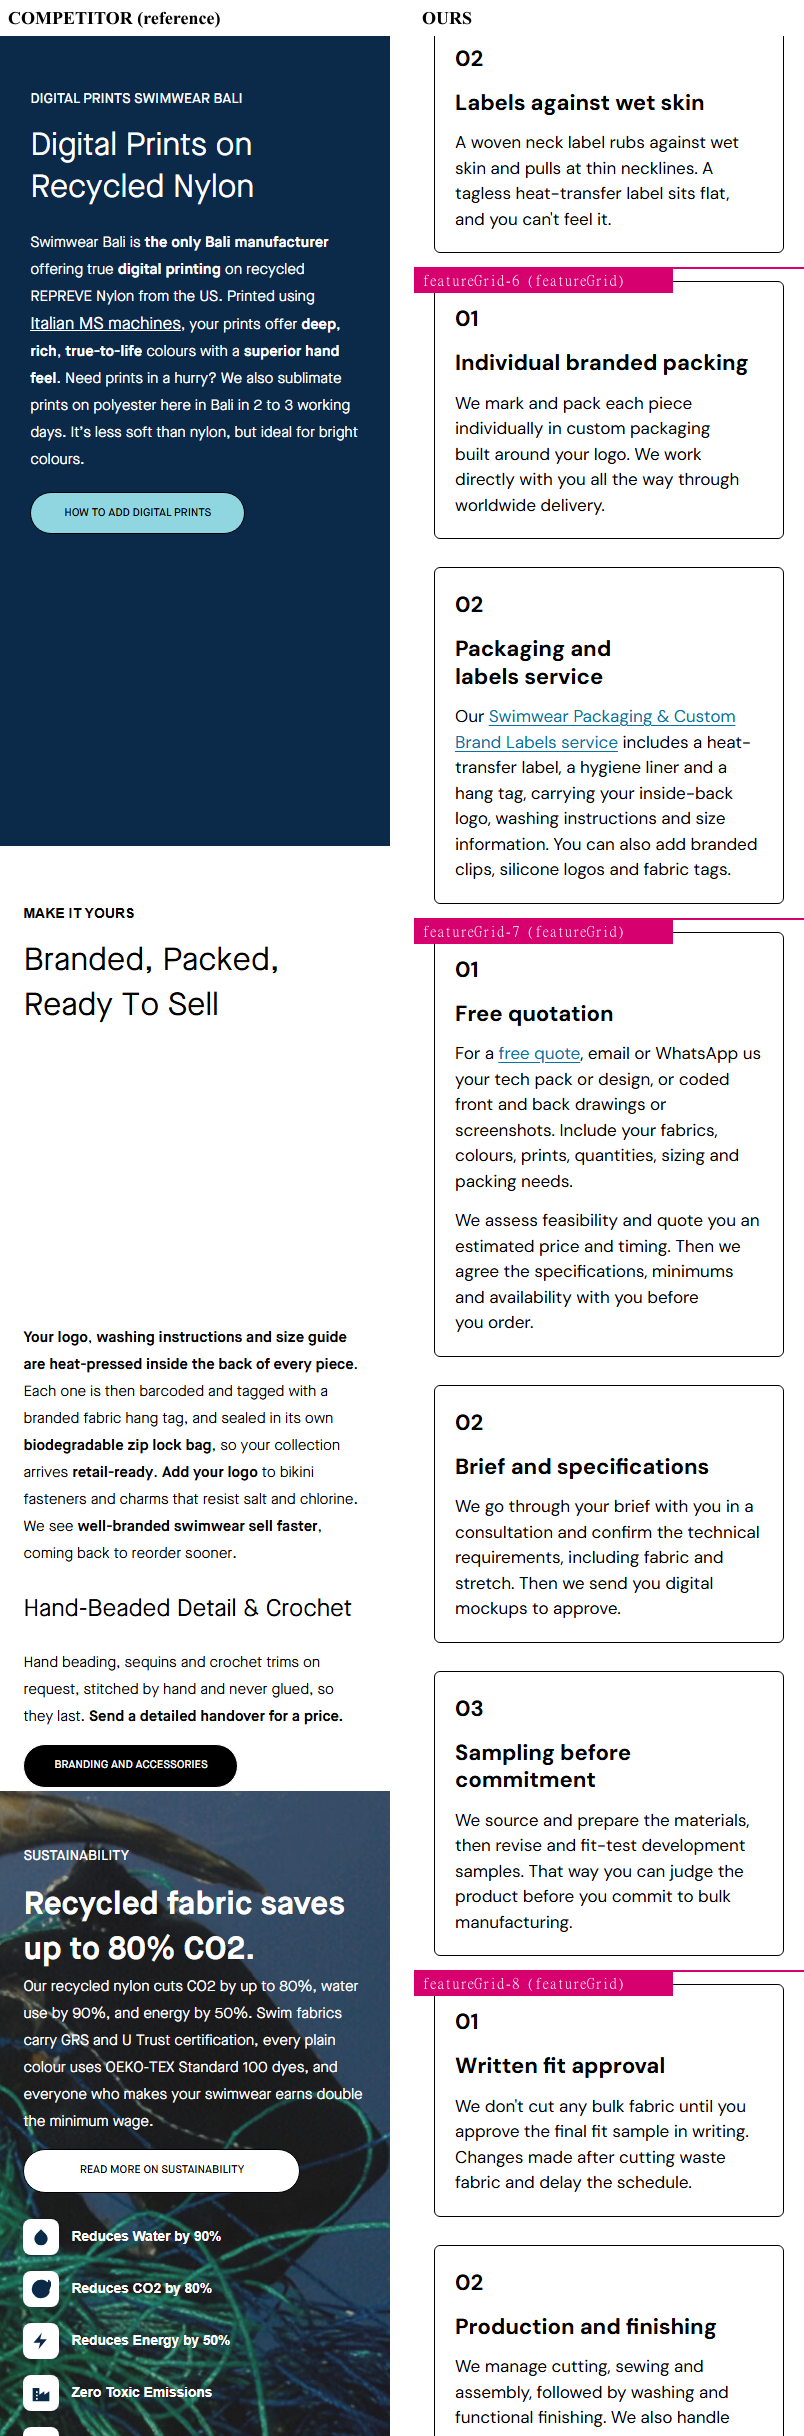 COMPETITOR (reference)
DIGITAL PRINTS SWIMWEAR BALI
Digital Prints on
Recycled Nylon
Swimwear Bali is the only Bali manufacturer
offering true digital printing on recycled
REPREVE Nylon from the US. Printed using
Italian MS machines, your prints offer deep,
rich, true-to-life colours with a superior hand
feel. Need prints in a hurry? We also sublimate
prints on polyester here in Bali in 2 to 3 working
days. It's less soft than nylon, but ideal for bright
colours.
HOW TO ADD DIGITAL PRINTS
MAKE IT YOURS
Branded, Packed,
Ready To Sell
Your logo, washing instructions and size guide
are heat-pressed inside the back of every piece.
Each one is then barcoded and tagged with a
branded fabric hang tag, and sealed in its own
biodegradable zip lock bag, so your collection
arrives retail-ready. Add your logo to bikini
fasteners and charms that resist salt and chlorine.
We see well-branded swimwear sell faster,
coming back to reorder sooner.
Hand-Beaded Detail & Crochet
Hand beading, sequins and crochet trims on
request, stitched by hand and never glued, so
they last. Send a detailed handover for a price.
BRANDING AND ACCESSORIES
SUSTAINABILITY
Recycled fabric saves
up to 80% CO2.
Our recycled nylon cuts CO2 by up to 80%, water
use by 90%, and energy by 50%. Swim fabrics
carry GRS and U Trust certification, every plain
colour uses OEKO-TEX Standard 100 dyes, and
everyone who makes your swimwear earns double
the minimum wage.
READ MORE ON SUSTAINABILITY
Reduces Water by 90%
Reduces CO2 by 80%
Reduces Energy by 50%
Zero Toxic Emissions
OURS
02
Labels against wet skin
A woven neck label rubs against wet
skin and pulls at thin necklines. A
tagless heat-transfer label sits flat,
and you can't feel it.
featureGrid-6 (featureGrid)
01
Individual branded packing
We mark and pack each piece
individually in custom packaging
built around your logo. We work
directly with you all the way through
worldwide delivery.
02
Packaging and
labels service
Our Swimwear Packaging & Custom
Brand Labels service includes a heat-
transfer label, a hygiene liner and a
hang tag, carrying your inside-back
logo, washing instructions and size
information. You can also add branded
clips, silicone logos and fabric tags.
featureGrid-7 (featureGrid)
01
Free quotation
For a free quote, email or WhatsApp us
your tech pack or design, or coded
front and back drawings or
screenshots. Include your fabrics,
colours, prints, quantities, sizing and
packing needs.
We assess feasibility and quote you an
estimated price and timing. Then we
agree the specifications, minimums
and availability with you before
you order.
02
Brief and specifications
We go through your brief with you in a
consultation and confirm the technical
requirements, including fabric and
stretch. Then we send you digital
mockups to approve.
03
Sampling before
commitment
We source and prepare the materials,
then revise and fit-test development
samples. That way you can judge the
product before you commit to bulk
manufacturing.
featureGrid-8 (featureGrid)
01
Written fit approval
We don't cut any bulk fabric until you
approve the final fit sample in writing.
Changes made after cutting waste
fabric and delay the schedule.
02
Production and finishing
We manage cutting, sewing and
assembly, followed by washing and
functional finishing. We also handle